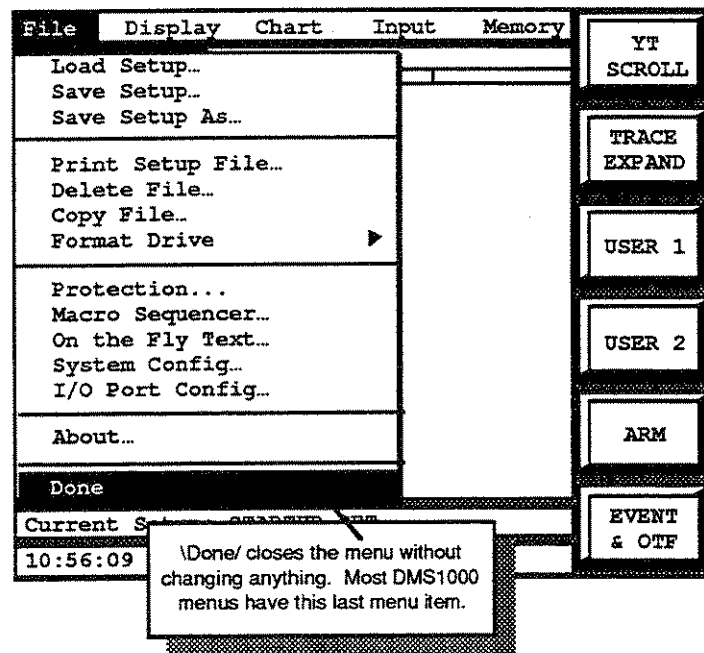 File Display Chart Input Memory
Load Setup…
Save Setup…
Save Setup As…
Print Setup File…
Delete File…
Copy File…
Format Drive
Protection...
Macro Sequencer…
On the Fly Text…
System Config…
I/O Port Config…
About…
Done
Current
10:56:09
\Done/ closes the menu without
changing anything. Most DMS1000
menus have this last menu item.
YT
SCROLL
TRACE
EXPAND
USER 1
USER 2
ARM
EVENT
& OTF